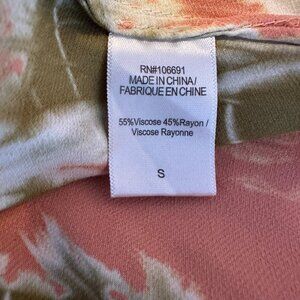 RN#106691
MADE IN CHINA/
FABRIQUE EN CHINE
55%Viscose 45%Rayon /
Viscose Rayonne
S